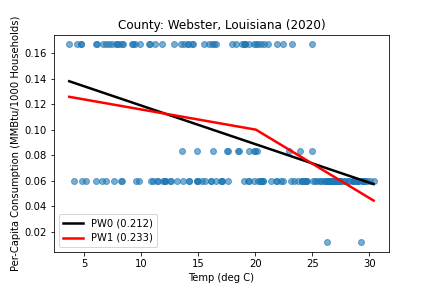 County: Webster, Louisiana (2020)
Per-Capita Consumption (MMBtu/1000 Households)
0.16
0.14
0.12
0.10
0.08
0.06
0.04
0.02
PW0 (0.212)
PW1 (0.233)
5 10 15 20 25 30
Temp (deg C)